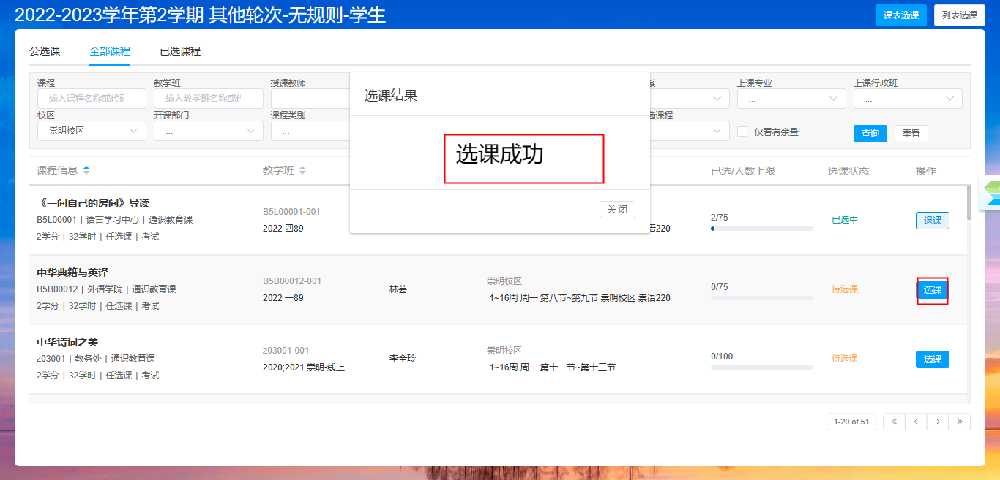 2022-2023学年第2学期 其他轮次-无规则-学生
课表选课 列表选课
公选课 全部课程 已选课程
课程 教学班 授课教师 系 上课专业 上课行政班
输入课程名称或代码 输入教学班名称或代 ... ...
校区 开课部门 课程类别 选课程
崇明校区 ... ... 仅看有余量 查询 重置
选课结果
选课成功
关 闭
课程信息 教学班 已选/人数上限 选课状态 操作
《一间自己的房间》导读
B5L00001 | 语言学习中心 | 通识教育课
2学分 | 32学时 | 任选课 | 考试
B5L00001-001
2022 四89
语220
2/75
已选中
退课
中华典籍与英译
B5B00012 | 外语学院 | 通识教育课
2学分 | 32学时 | 任选课 | 考试
B5B00012-001
2022 一89
林芸
崇明校区
1~16周 周一 第八节~第九节 崇明校区 崇语220
0/75
待选课
选课
中华诗词之美
z03001 | 教务处 | 通识教育课
2学分 | 32学时 | 任选课 | 考试
z03001-001
2020;2021 崇明-线上
李全玲
崇明校区
1~16周 周二 第十二节~第十三节
0/100
待选课
选课
1-20 of 51